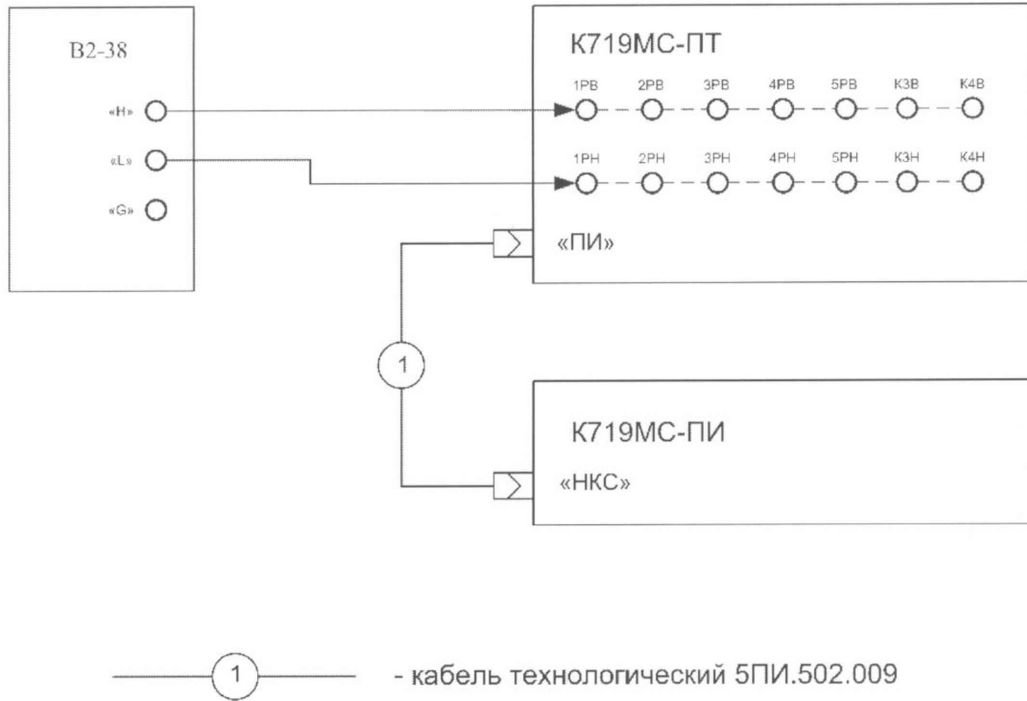 В2-38
«H»
«L»
«G»
К719МС-ПТ
1РВ 2РВ 3РВ 4РВ 5РВ К3В К4В
1РН 2РН 3РН 4РН 5РН К3Н К4Н
«ПИ»
1
К719МС-ПИ
«НКС»
1 - кабель технологический 5ПИ.502.009